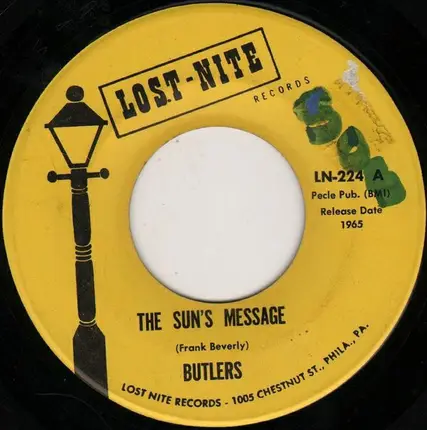 LOST-NITE
RECORDS
LN-224 A
Pecle Pub. (BMI)
Release Date
1965
THE SUN'S MESSAGE
(Frank Beverly)
BUTLERS
LOST NITE RECORDS - 1005 CHESTNUT ST., PHILA., PA.